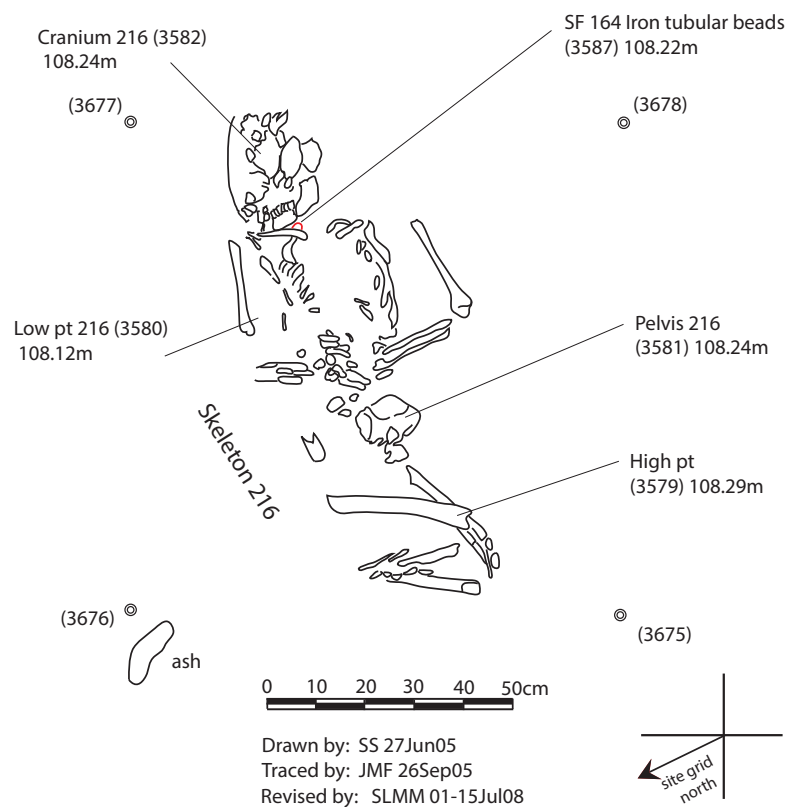 Cranium 216 (3582)
108.24m
SF 164 Iron tubular beads
(3587) 108.22m
(3677)
(3678)
Low pt 216 (3580)
108.12m
Pelvis 216
(3581) 108.24m
Skeleton 216
High pt
(3579) 108.29m
(3676)
(3675)
ash
0 10 20 30 40 50cm
Drawn by: SS 27Jun05
Traced by: JMF 26Sep05
Revised by: SLMM 01-15Jul08
site grid
north